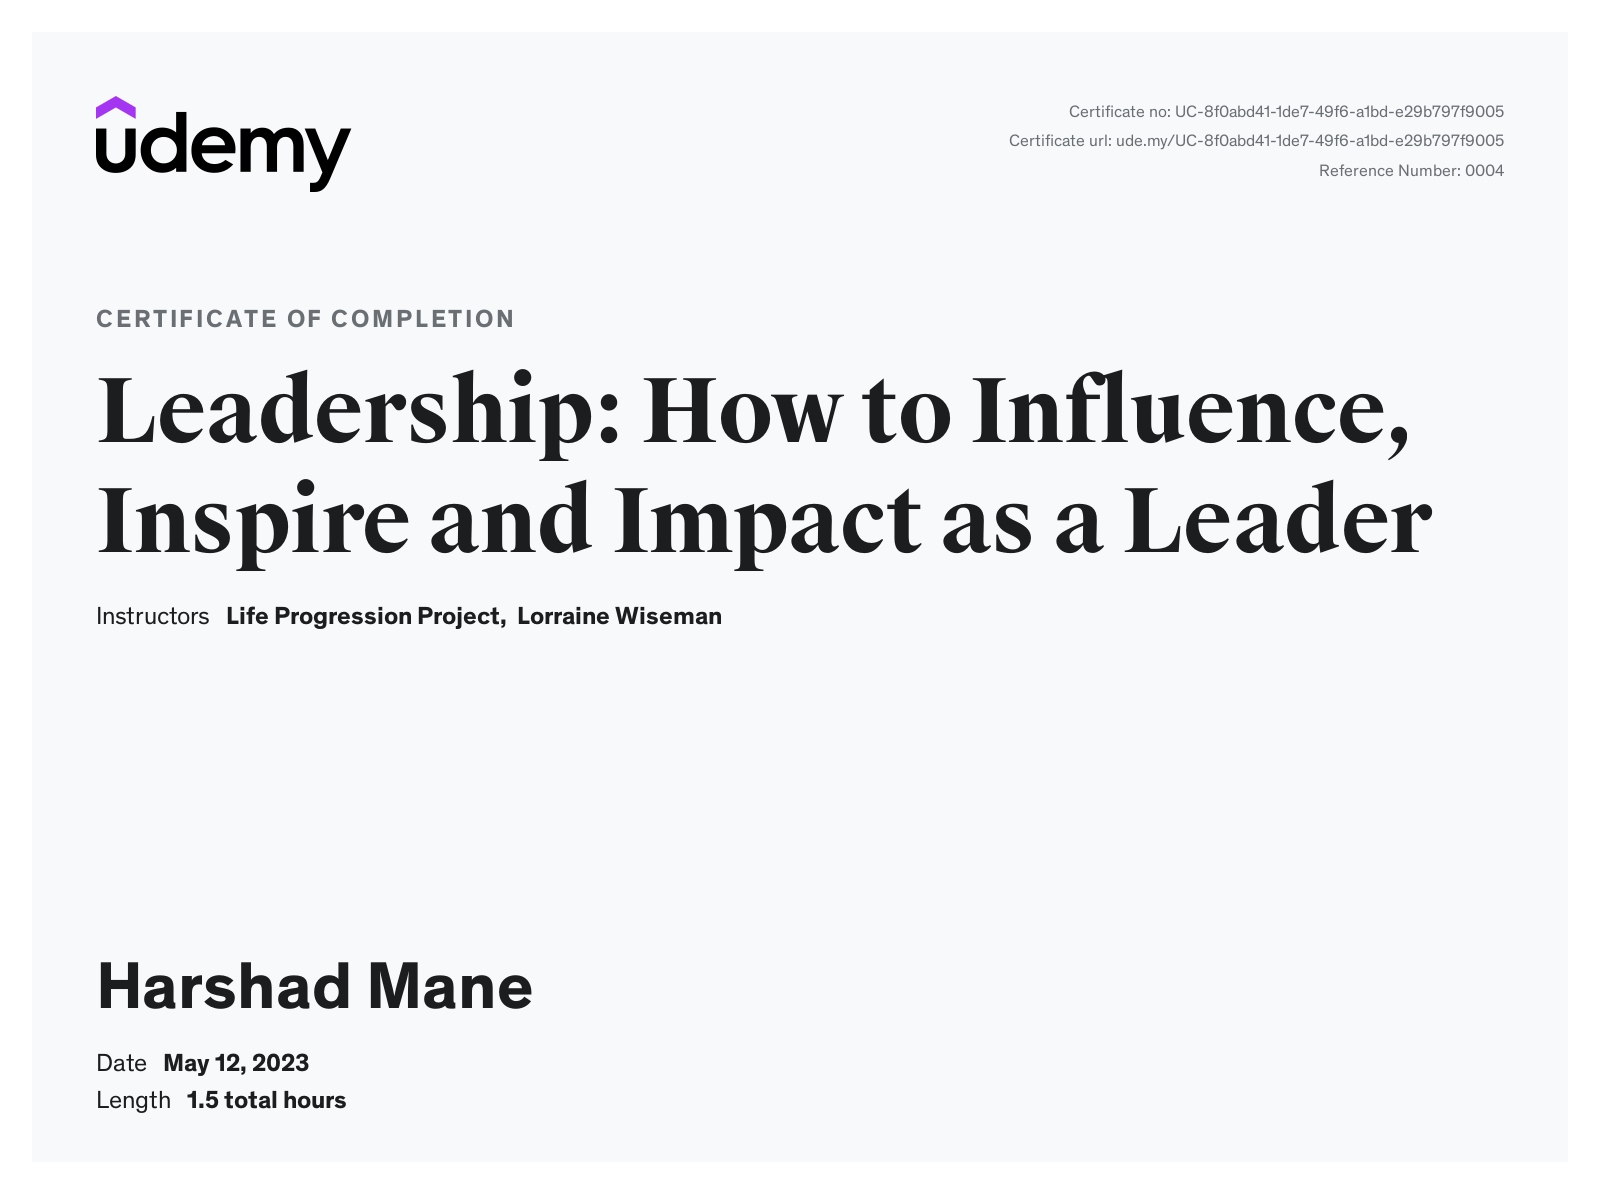 udemy
Certificate no: UC-8f0abd41-1de7-49f6-a1bd-e29b797f9005
Certificate url: ude.my/UC-8f0abd41-1de7-49f6-a1bd-e29b797f9005
Reference Number: 0004
CERTIFICATE OF COMPLETION
Leadership: How to Influence,
Inspire and Impact as a Leader
Instructors Life Progression Project, Lorraine Wiseman
Harshad Mane
Date May 12, 2023
Length 1.5 total hours